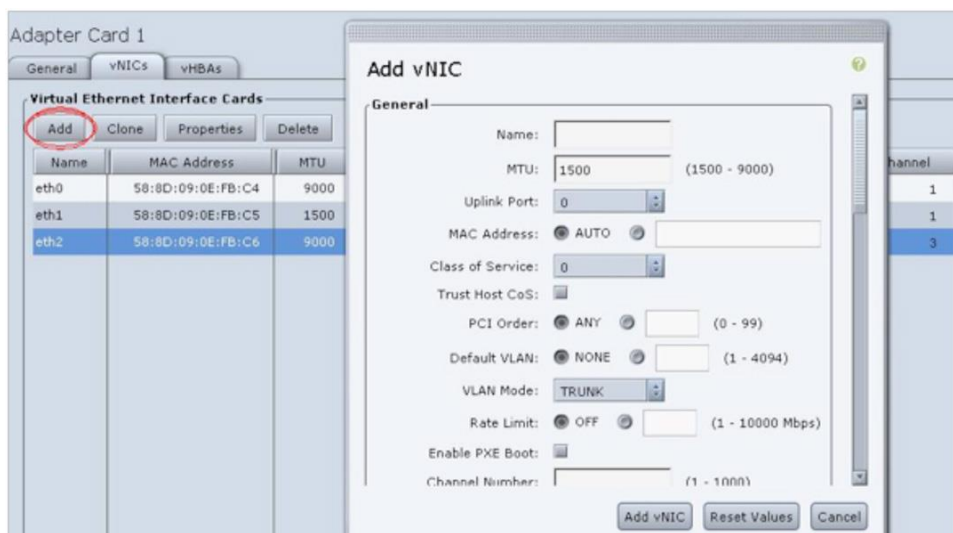 Adapter Card 1
General vNICs vHBAs
Virtual Ethernet Interface Cards
Add Clone Properties Delete
Name MAC Address MTU hannel
eth0 58:8D:09:0E:FB:C4 9000 1
eth1 58:8D:09:0E:FB:C5 1500 1
eth2 58:8D:09:0E:FB:C6 9000 3
Add vNIC
?
General
Name:
MTU: 1500 (1500 - 9000)
Uplink Port: 0
MAC Address: AUTO
Class of Service: 0
Trust Host CoS:
PCI Order: ANY (0 - 99)
Default VLAN: NONE (1 - 4094)
VLAN Mode: TRUNK
Rate Limit: OFF (1 - 10000 Mbps)
Enable PXE Boot:
Channel Number: (1 - 1000)
Add vNIC Reset Values Cancel